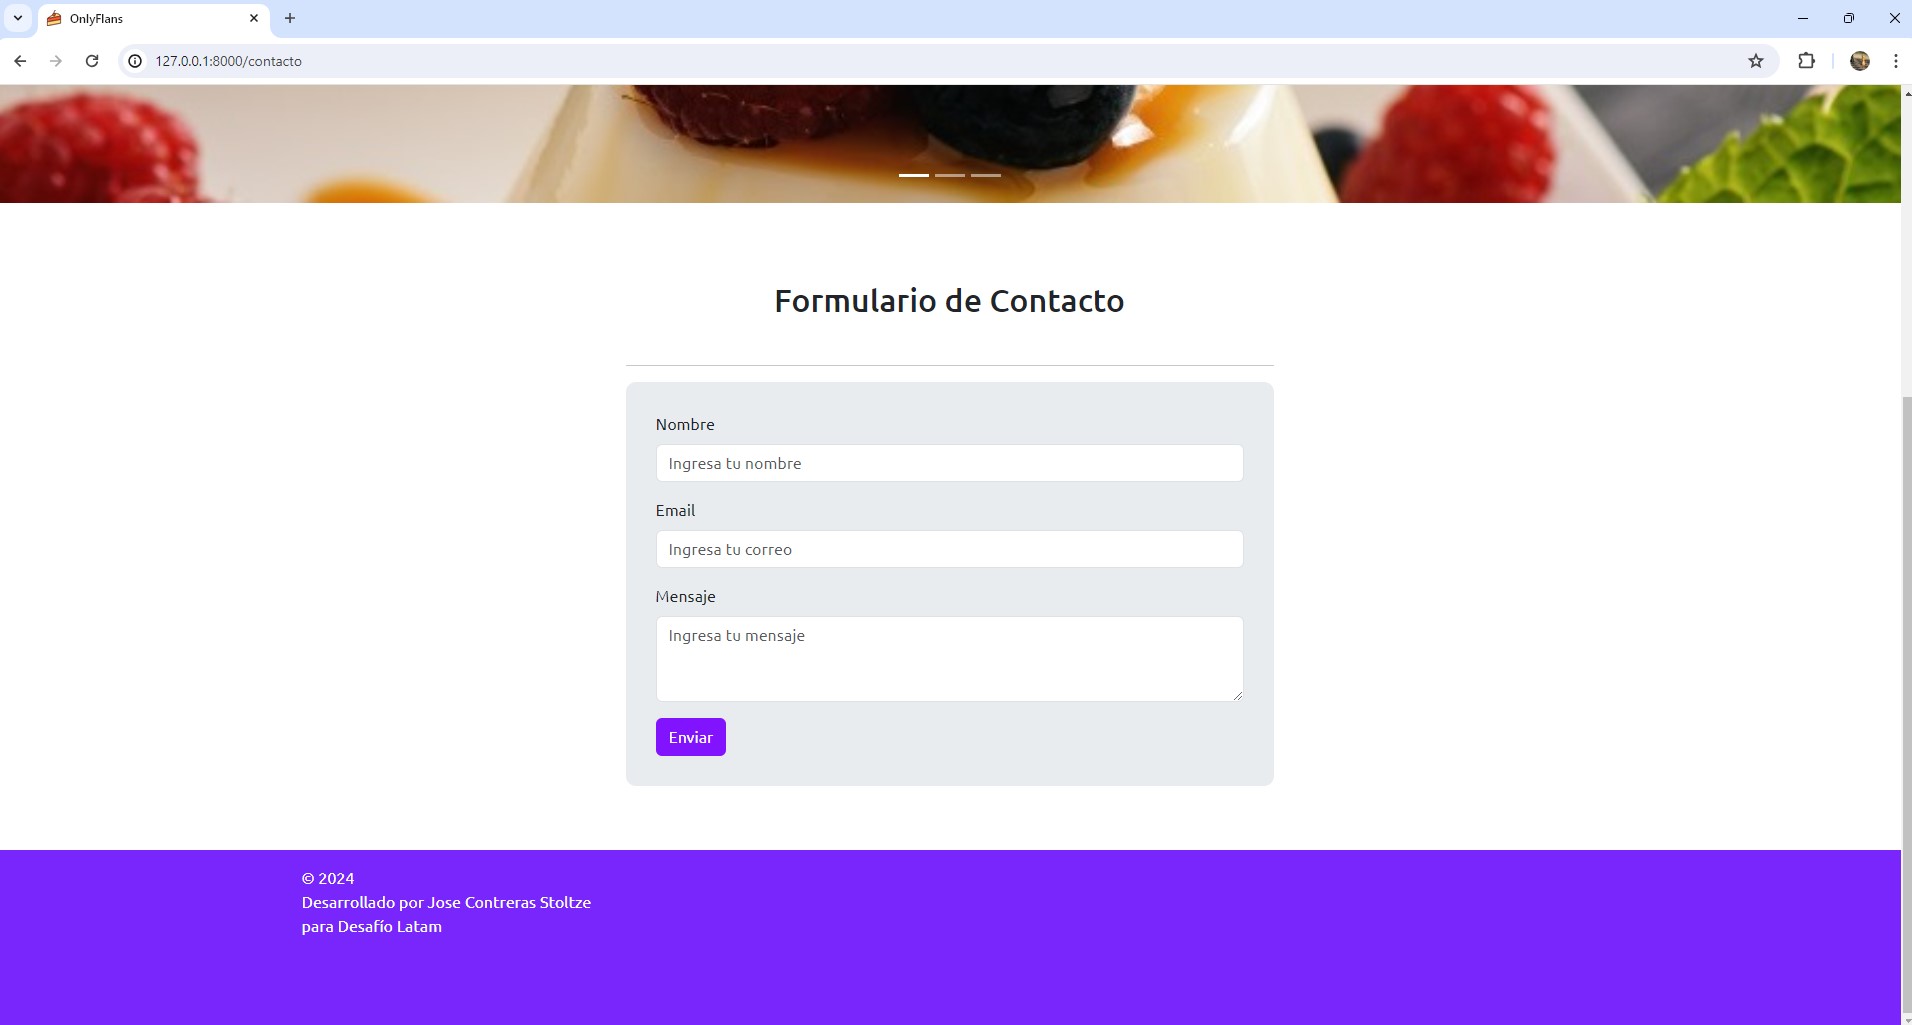 OnlyFlans
127.0.0.1:8000/contacto
Formulario de Contacto
Nombre
Ingresa tu nombre
Email
Ingresa tu correo
Mensaje
Ingresa tu mensaje
Enviar
© 2024
Desarrollado por Jose Contreras Stoltze
para Desafío Latam